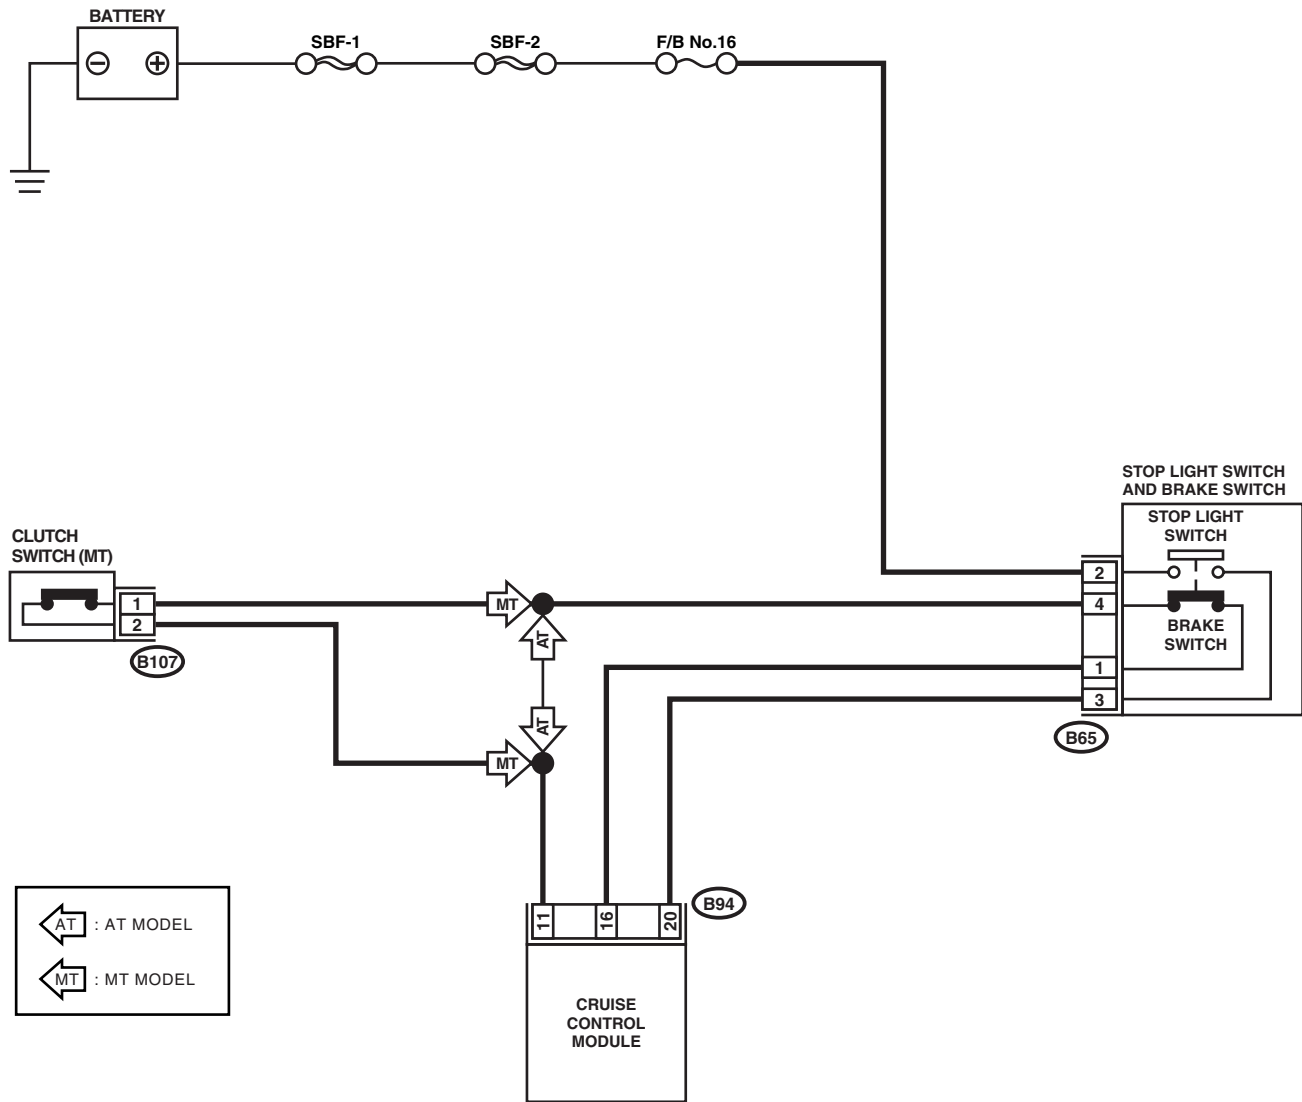 BATTERY
SBF-1
SBF-2
F/B No.16
STOP LIGHT SWITCH
AND BRAKE SWITCH
STOP LIGHT
SWITCH
2
4
BRAKE
SWITCH
1
3
B65
CLUTCH
SWITCH (MT)
1
2
B107
MT
AT
AT
MT
B94
11
16
20
CRUISE
CONTROL
MODULE
AT : AT MODEL
MT : MT MODEL